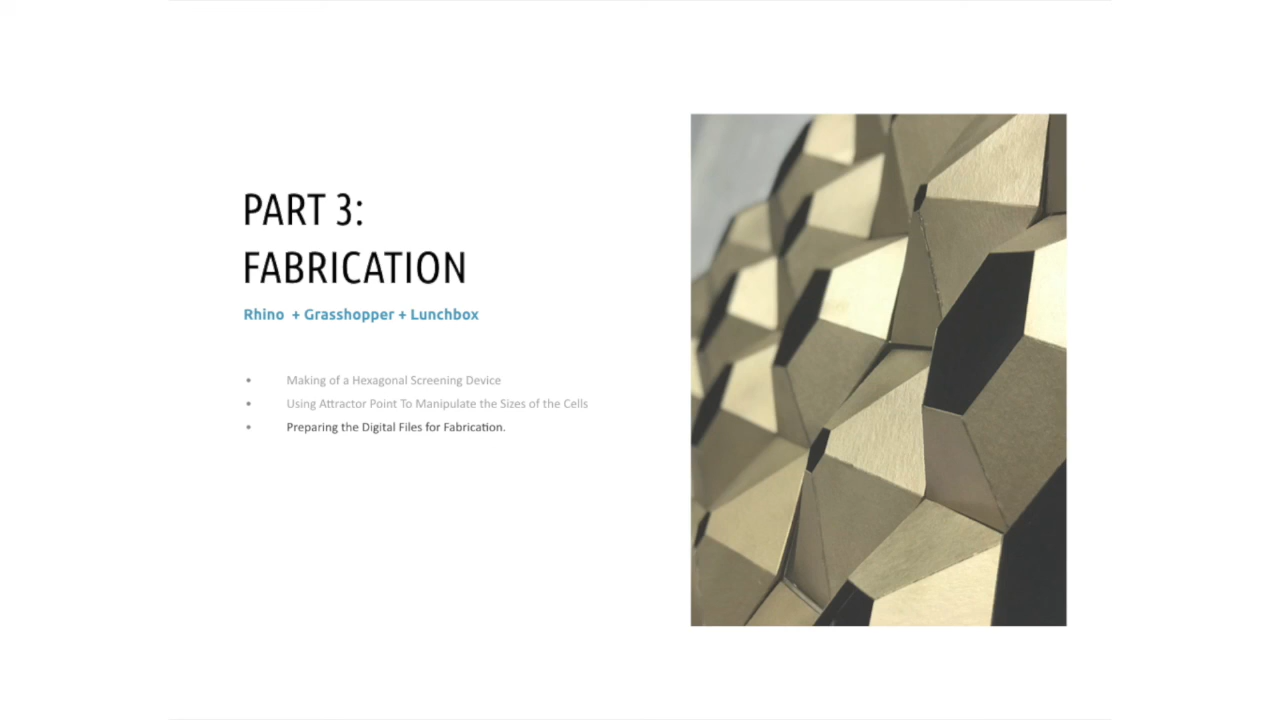 PART 3:
FABRICATION
Rhino + Grasshopper + Lunchbox
• Making of a Hexagonal Screening Device
• Using Attractor Point To Manipulate the Sizes of the Cells
• Preparing the Digital Files for Fabrication.